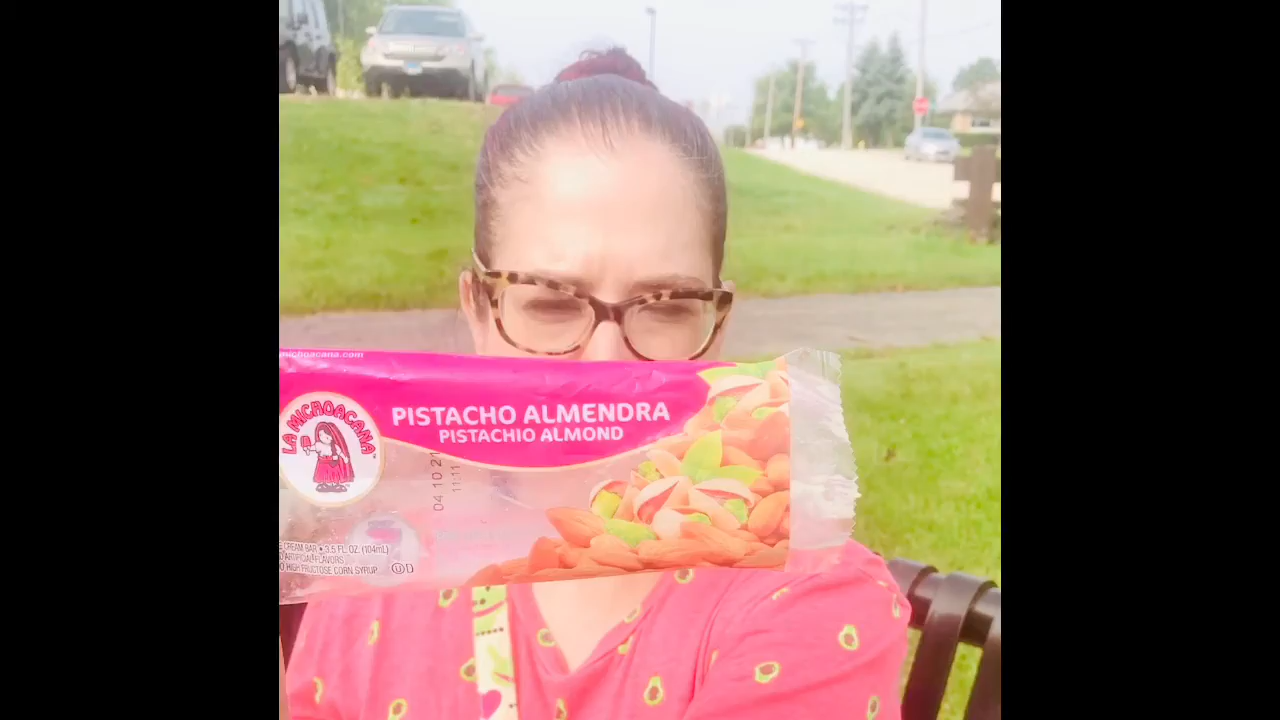 michoacana.com
LA MICHOACANA
PISTACHO ALMENDRA
PISTACHIO ALMOND
04 10 21
11:11
CREAM BAR • 3.5 FL. OZ. (104mL)
ARTIFICIAL FLAVORS
HIGH FRUCTOSE CORN SYRUP
U D